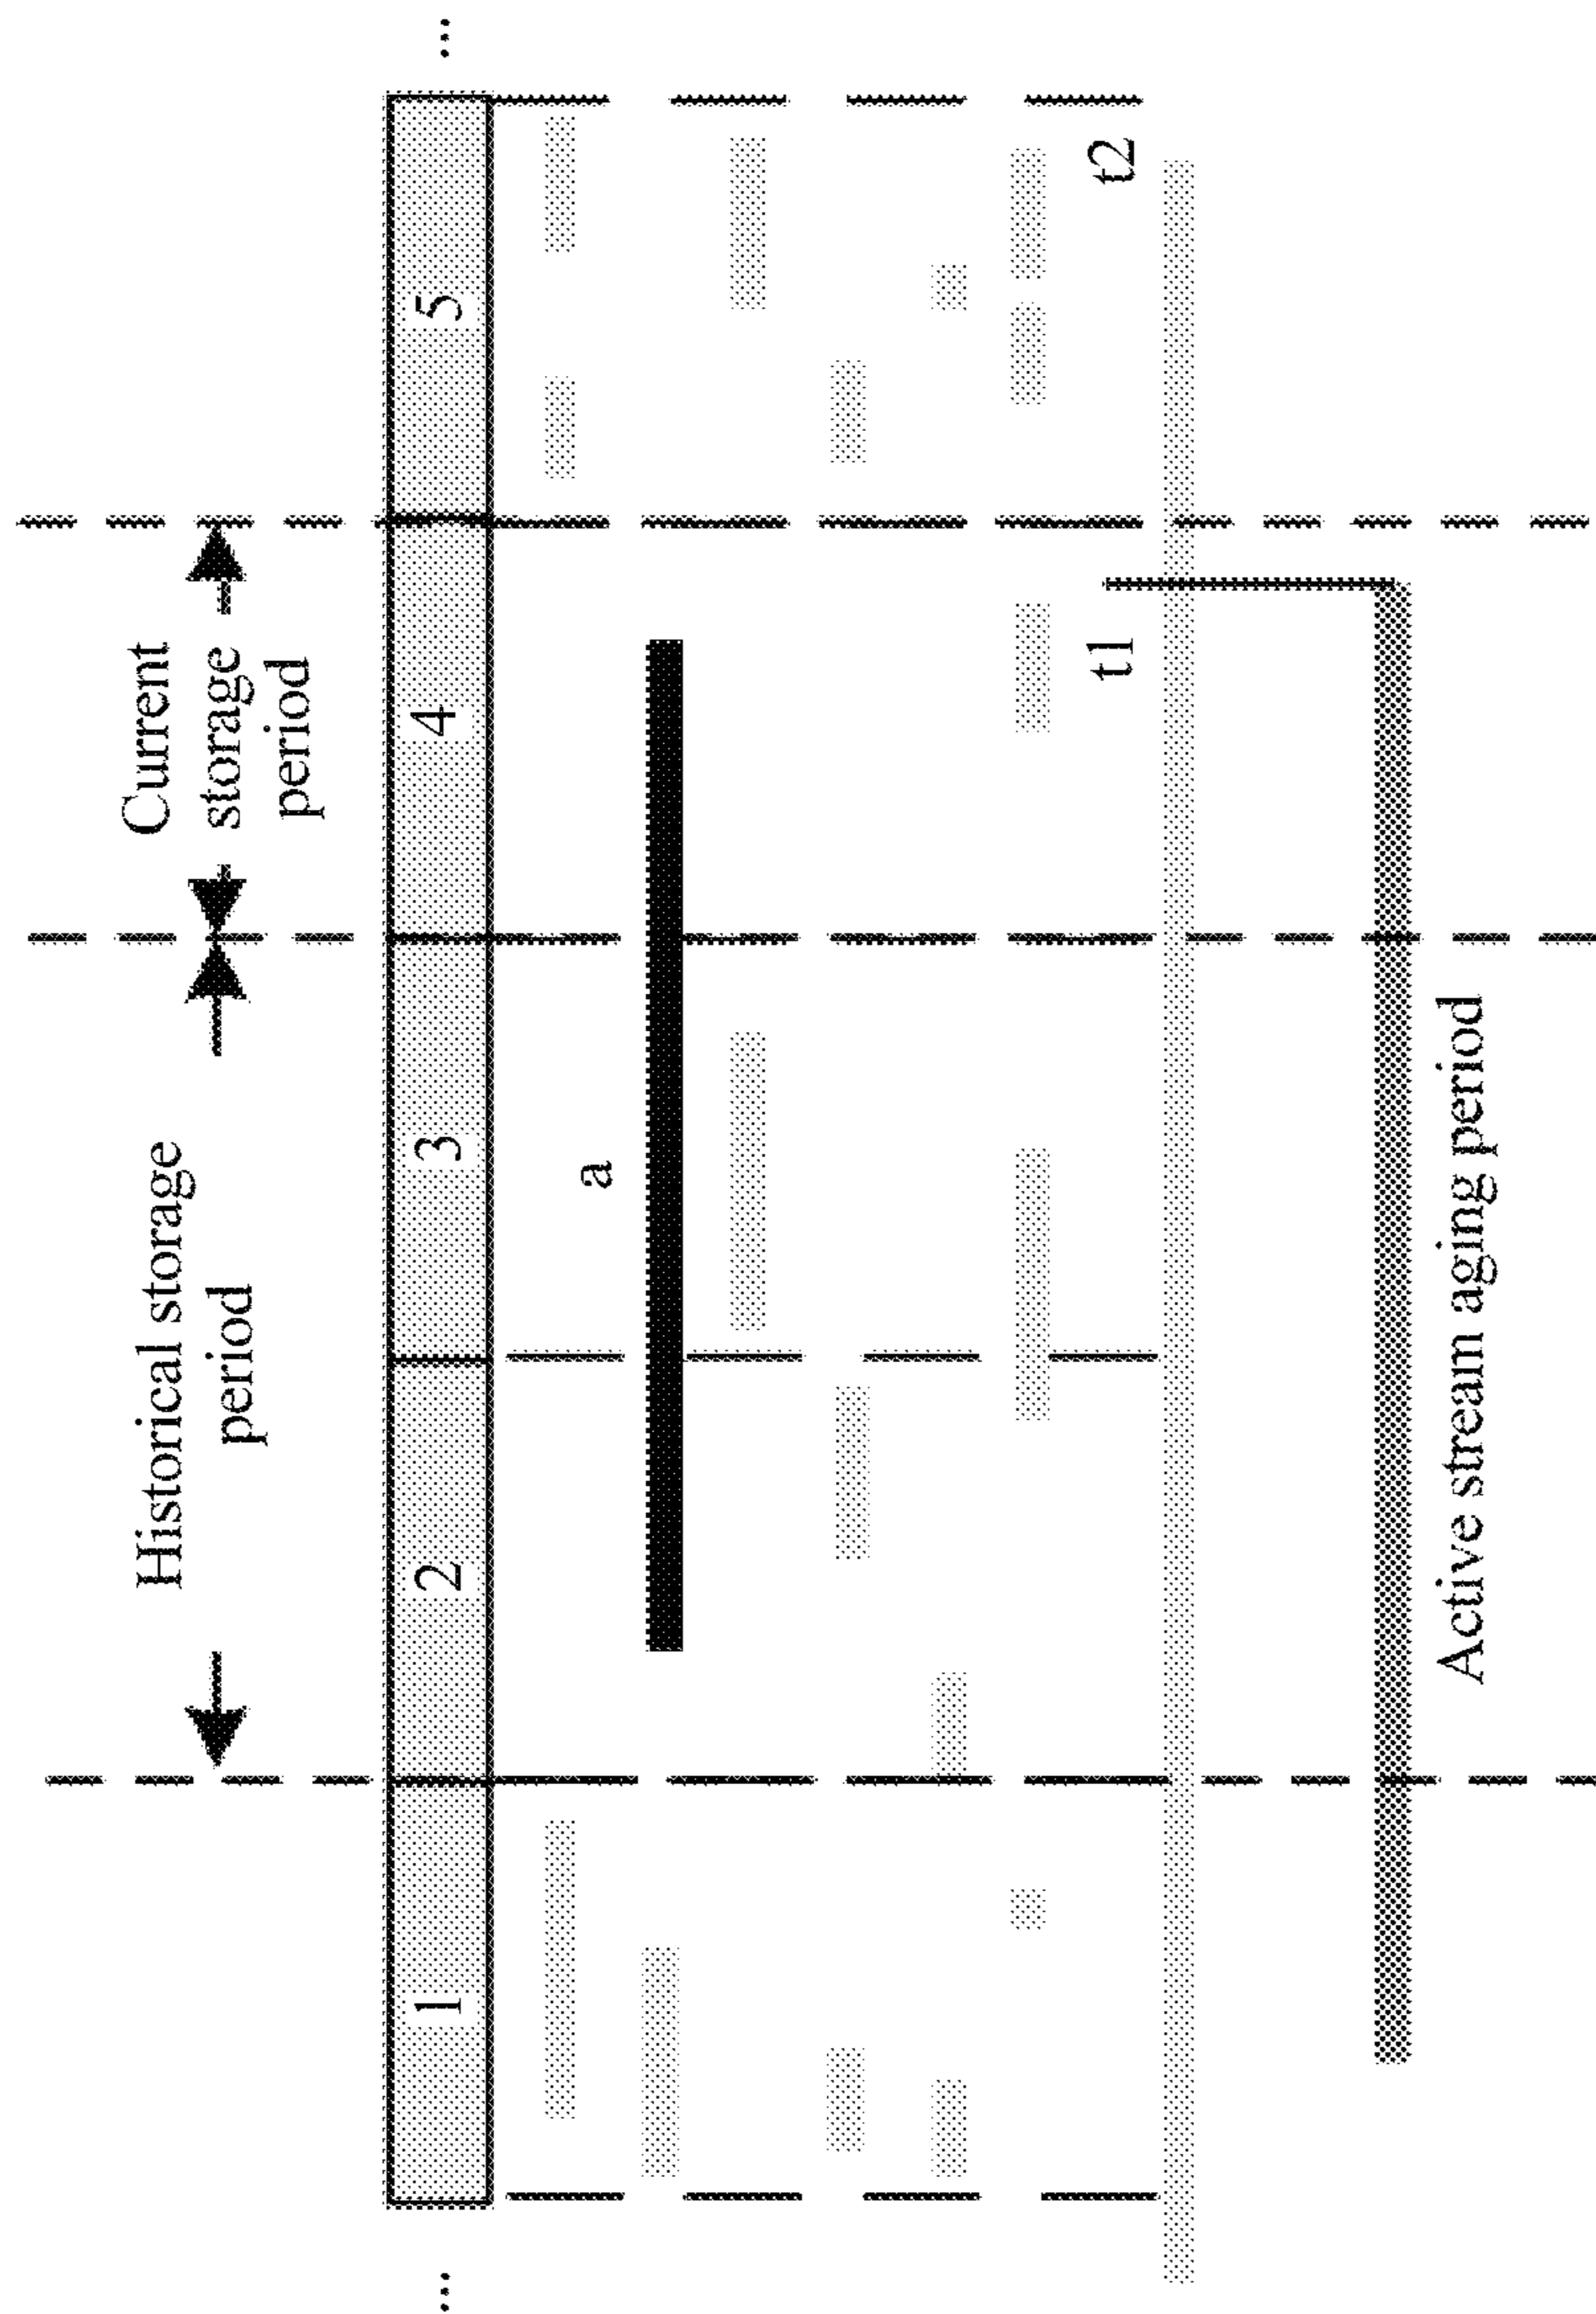 Historical storage
period
Current
storage
period
...
1
2
3
4
5
...
a
t1
t2
Active stream aging period